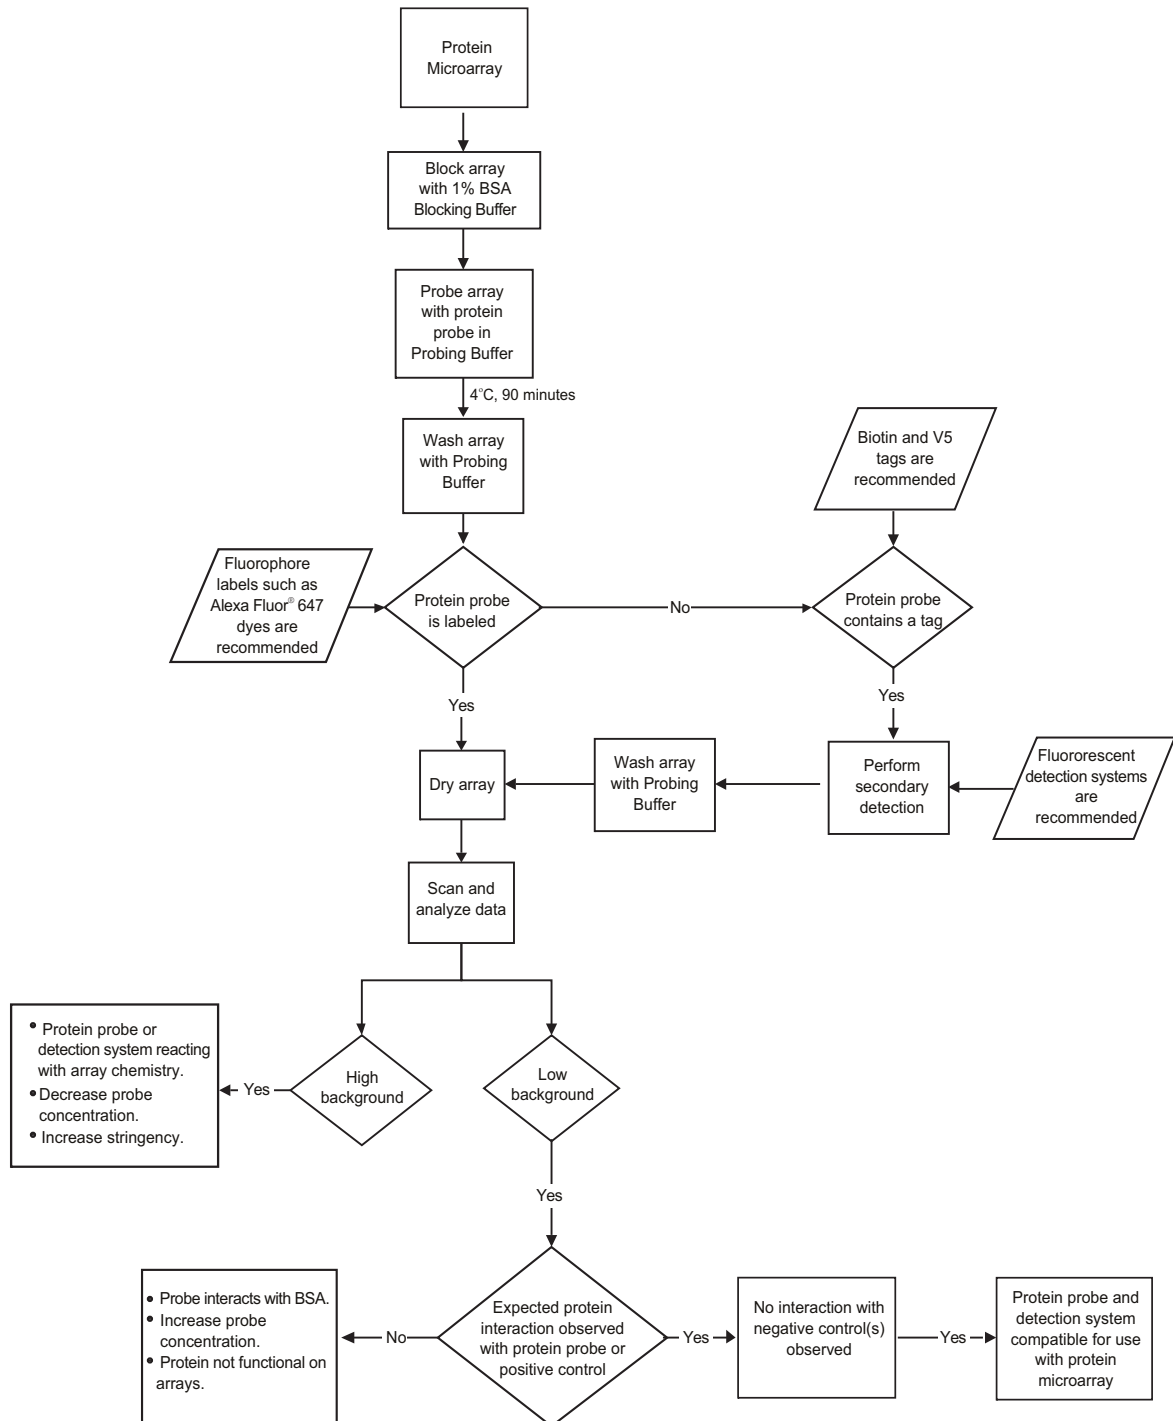 Protein
Microarray
Block array
with 1% BSA
Blocking Buffer
Probe array
with protein
probe in
Probing Buffer
4°C, 90 minutes
Wash array
with Probing
Buffer
Biotin and V5
tags are
recommended
Fluorophore
labels such as
Alexa Fluor® 647
dyes are
recommended
Protein probe
is labeled
No
Protein probe
contains a tag
Yes
Yes
Dry array
Wash array
with Probing
Buffer
Perform
secondary
detection
Fluororescent
detection systems
are
recommended
Scan and
analyze data
• Protein probe or
detection system reacting
with array chemistry.
• Decrease probe
concentration.
• Increase stringency.
Yes
High
background
Low
background
Yes
• Probe interacts with BSA.
• Increase probe
concentration.
• Protein not functional on
arrays.
No
Expected protein
interaction observed
with protein probe or
positive control
Yes
No interaction with
negative control(s)
observed
Yes
Protein probe and
detection system
compatible for use
with protein
microarray